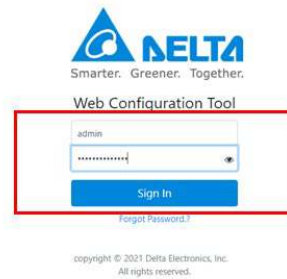 DELTA
Smarter. Greener. Together.
Web Configuration Tool
admin
Sign In
Forgot Password.?
copyright © 2021 Delta Electronics, Inc.
All rights reserved.